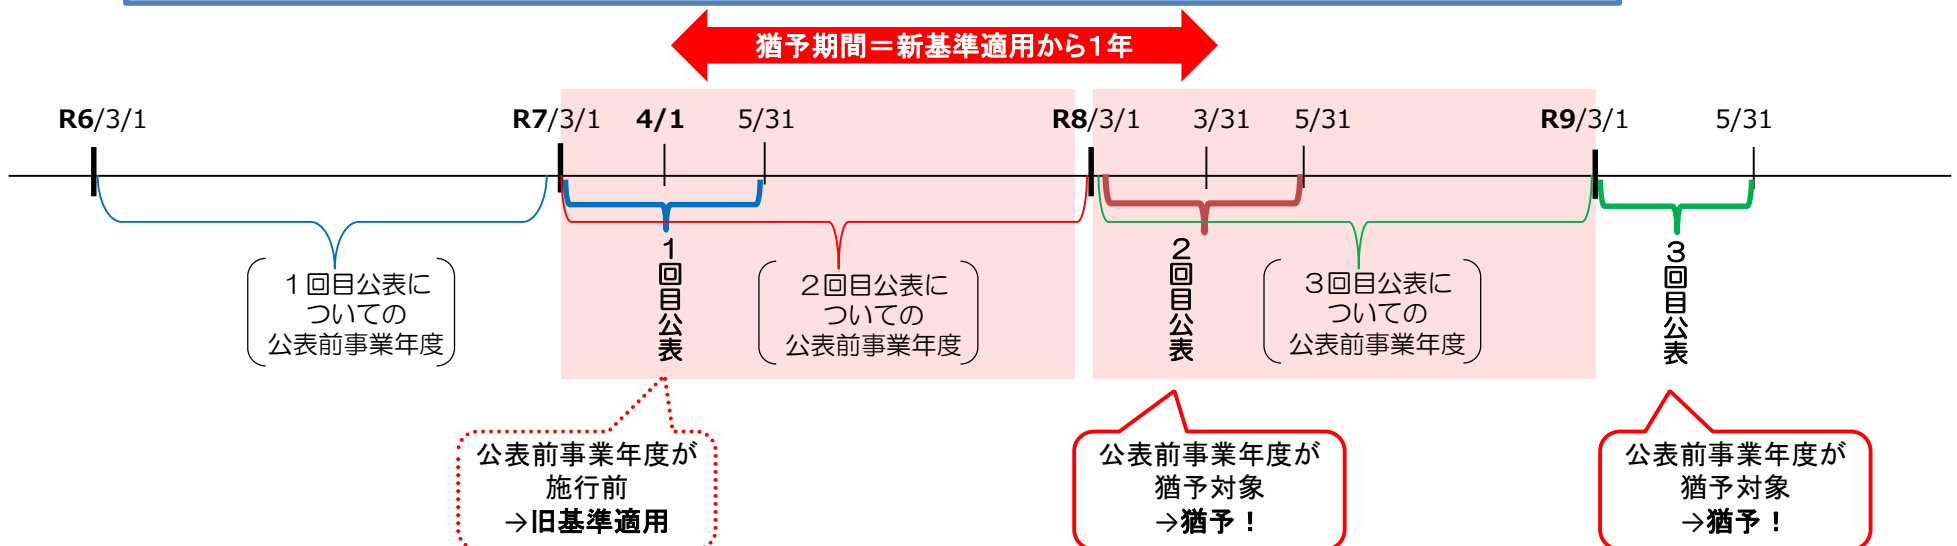 猶予期間＝新基準適用から１年
R6/3/1
R7/3/1
4/1
5/31
R8/3/1
3/31
5/31
R9/3/1
5/31
１回目公表に
ついての
公表前事業年度
１回目公表
２回目公表に
ついての
公表前事業年度
２回目公表
３回目公表に
ついての
公表前事業年度
３回目公表
公表前事業年度が
施行前
→旧基準適用
公表前事業年度が
猶予対象
→猶予！
公表前事業年度が
猶予対象
→猶予！